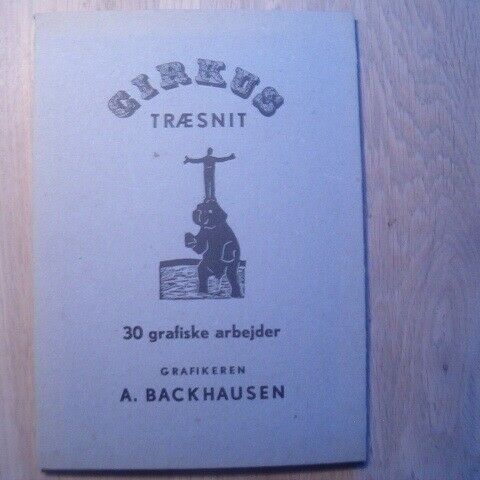 CIRKUS
TRÆSNIT
30 grafiske arbejder
GRAFIKEREN
A. BACKHAUSEN